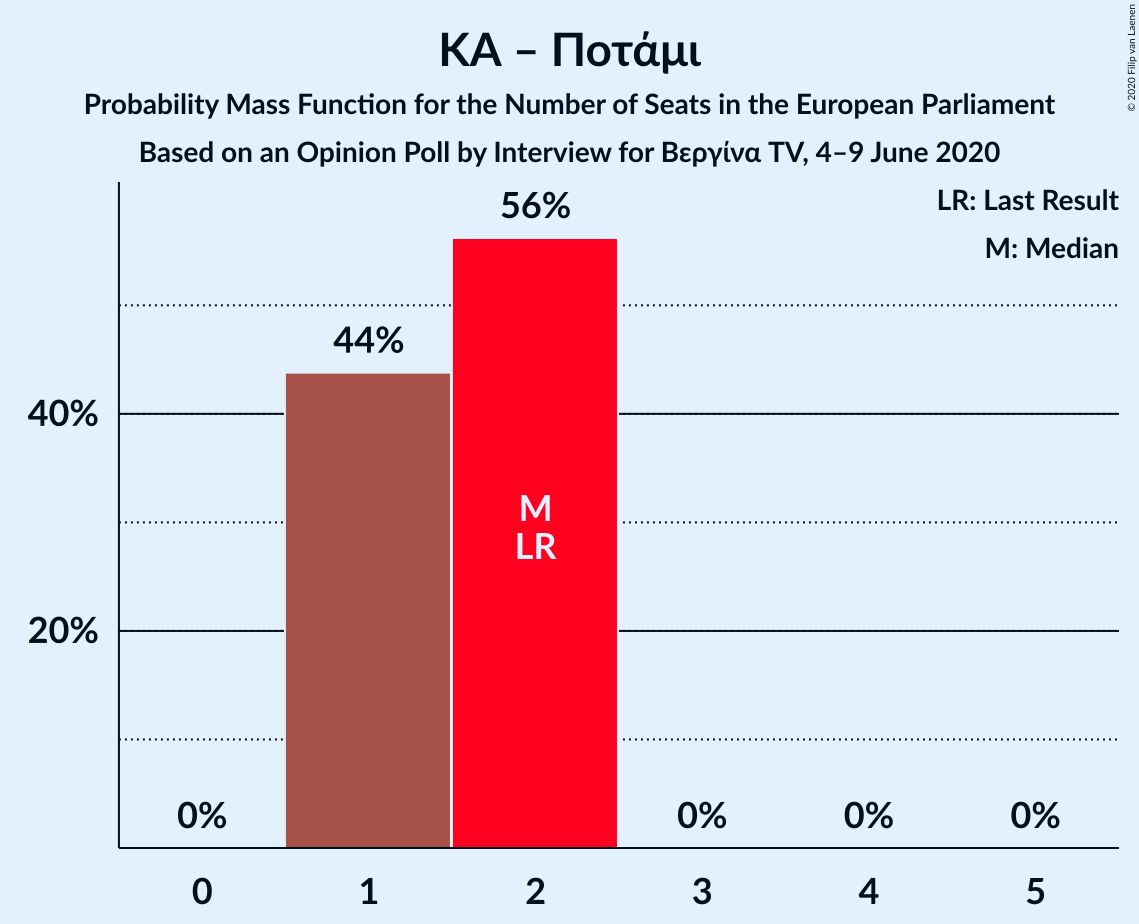 ΚΑ – Ποτάμι
Probability Mass Function for the Number of Seats in the European Parliament
Based on an Opinion Poll by Interview for Βεργίνα TV, 4–9 June 2020
© 2020 Filip van Laenen
LR: Last Result
M: Median
56%
44%
40%
M
LR
20%
0%
0%
0%
0%
0
1
2
3
4
5